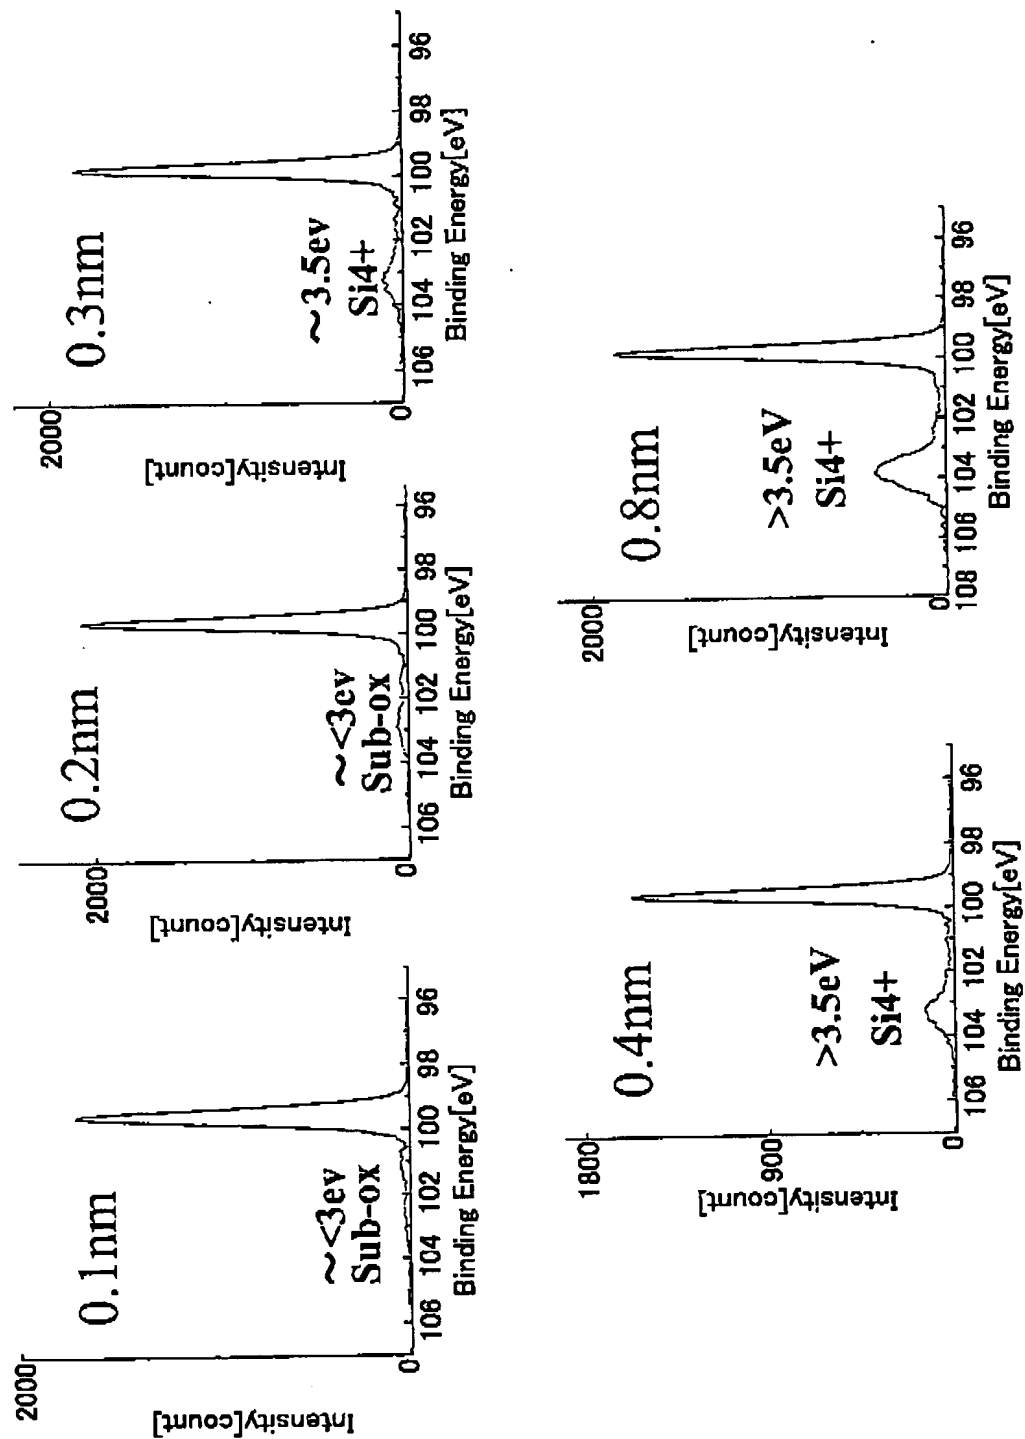 2000
0.1nm
Intensity[count]
~<3ev
Sub-ox
0
106 104 102 100 98 96
Binding Energy[eV]
2000
0.2nm
Intensity[count]
~<3ev
Sub-ox
0
106 104 102 100 98 96
Binding Energy[eV]
2000
0.3nm
Intensity[count]
~3.5ev
Si4+
0
106 104 102 100 98 96
Binding Energy[eV]
1800
0.4nm
Intensity[count]
900
>3.5eV
Si4+
0
106 104 102 100 98 96
Binding Energy[eV]
2000
0.8nm
Intensity[count]
>3.5eV
Si4+
0
108 106 104 102 100 98 96
Binding Energy[eV]